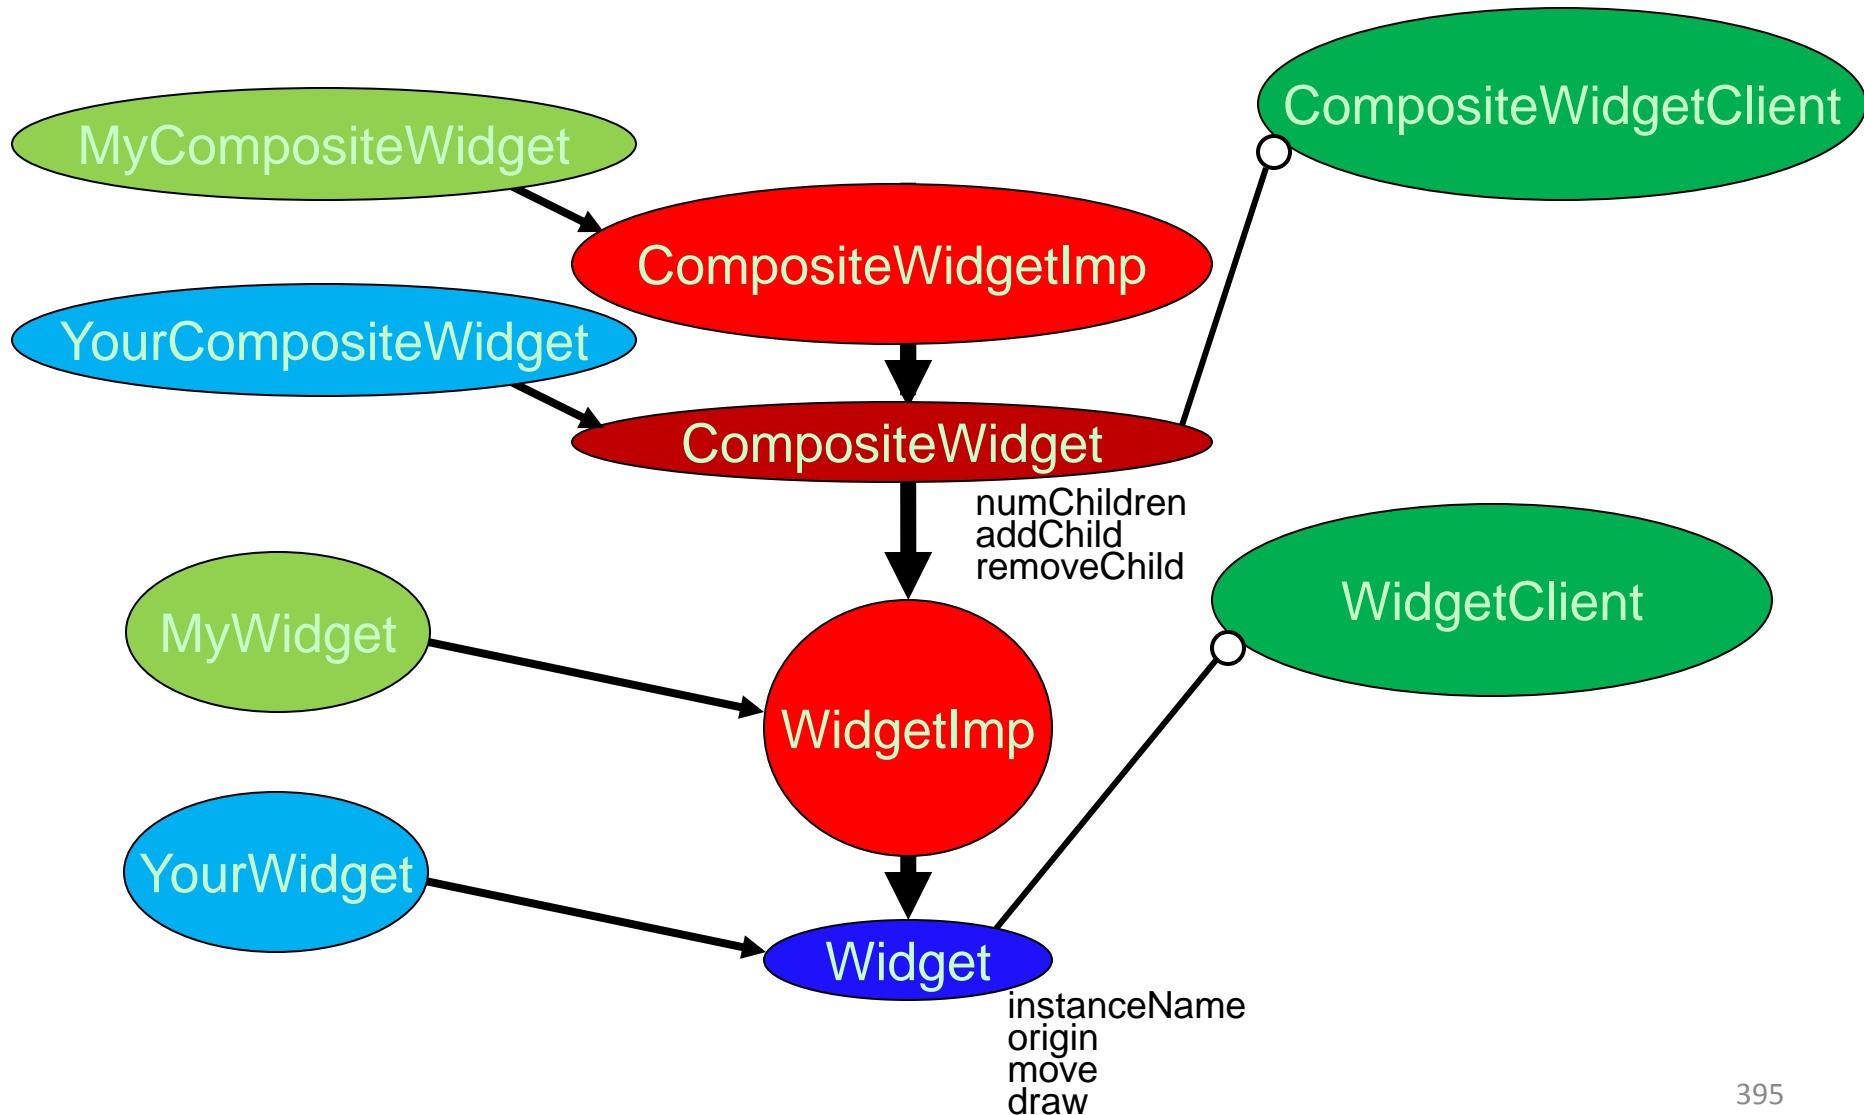 CompositeWidgetClient
MyCompositeWidget
CompositeWidgetImp
YourCompositeWidget
CompositeWidget
numChildren
addChild
removeChild
WidgetClient
MyWidget
WidgetImp
YourWidget
Widget
instanceName
origin
move
draw
395